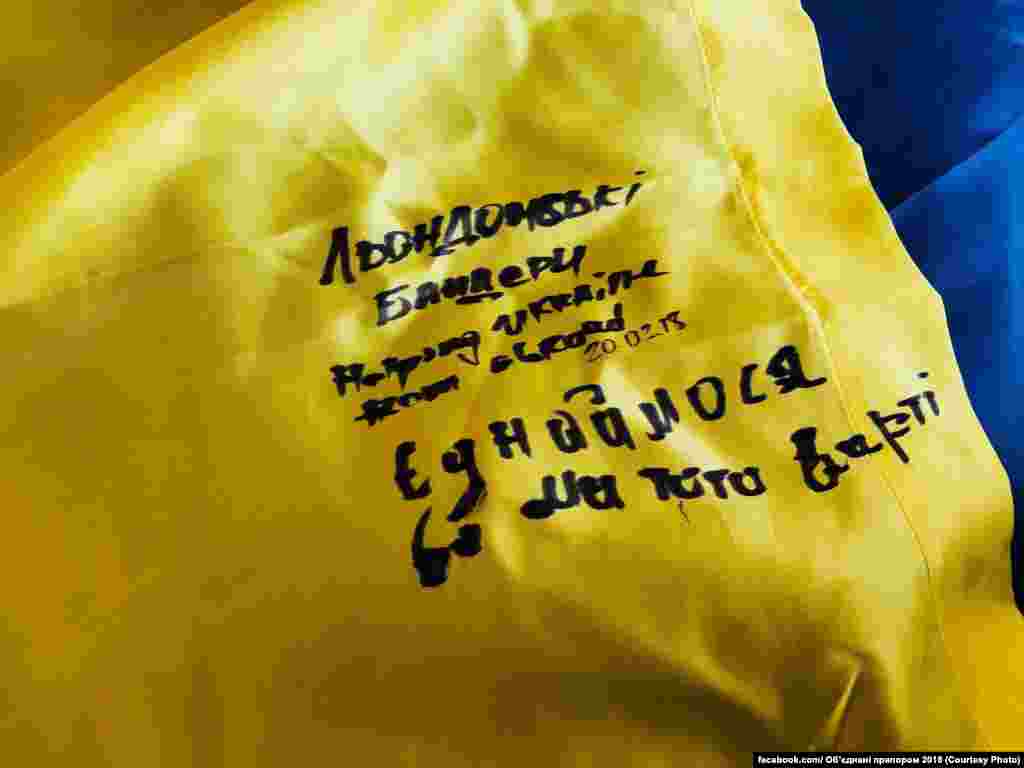 Льондонські
Бандери
Helping Ukraine
from abroad
20.02.18
Єднаймося
бо ми того варті
facebook.com/ Об'єднані прапором 2018 (Courtesy Photo)